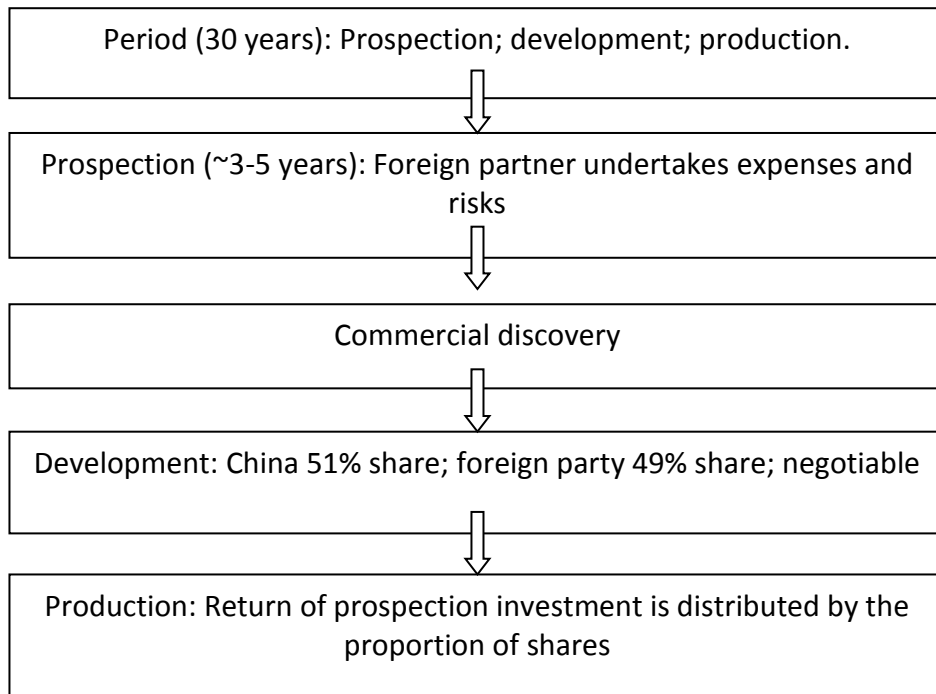 Period (30 years): Prospection; development; production.
Prospection (~3-5 years): Foreign partner undertakes expenses and
risks
Commercial discovery
Development: China 51% share; foreign party 49% share; negotiable
Production: Return of prospection investment is distributed by the
proportion of shares